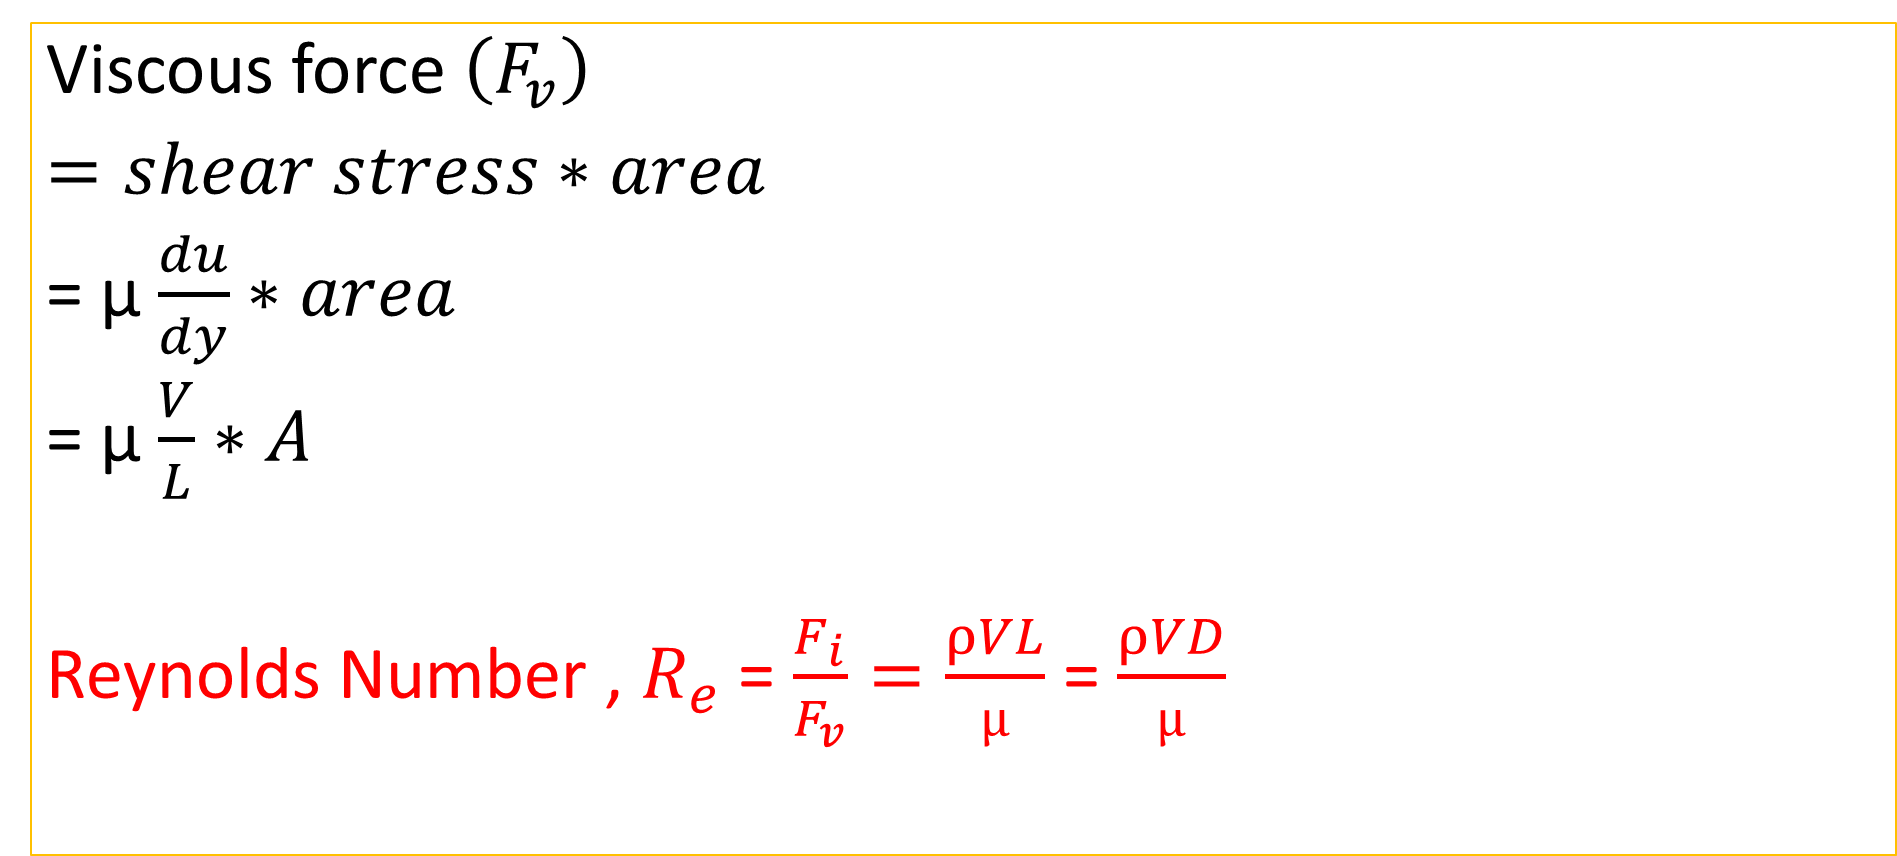 Viscous force (F_v)
= shear stress * area
= μ du/dy * area
= μ V/L * A
Reynolds Number , R_e = F_i/F_v = ρVL/μ = ρVD/μ